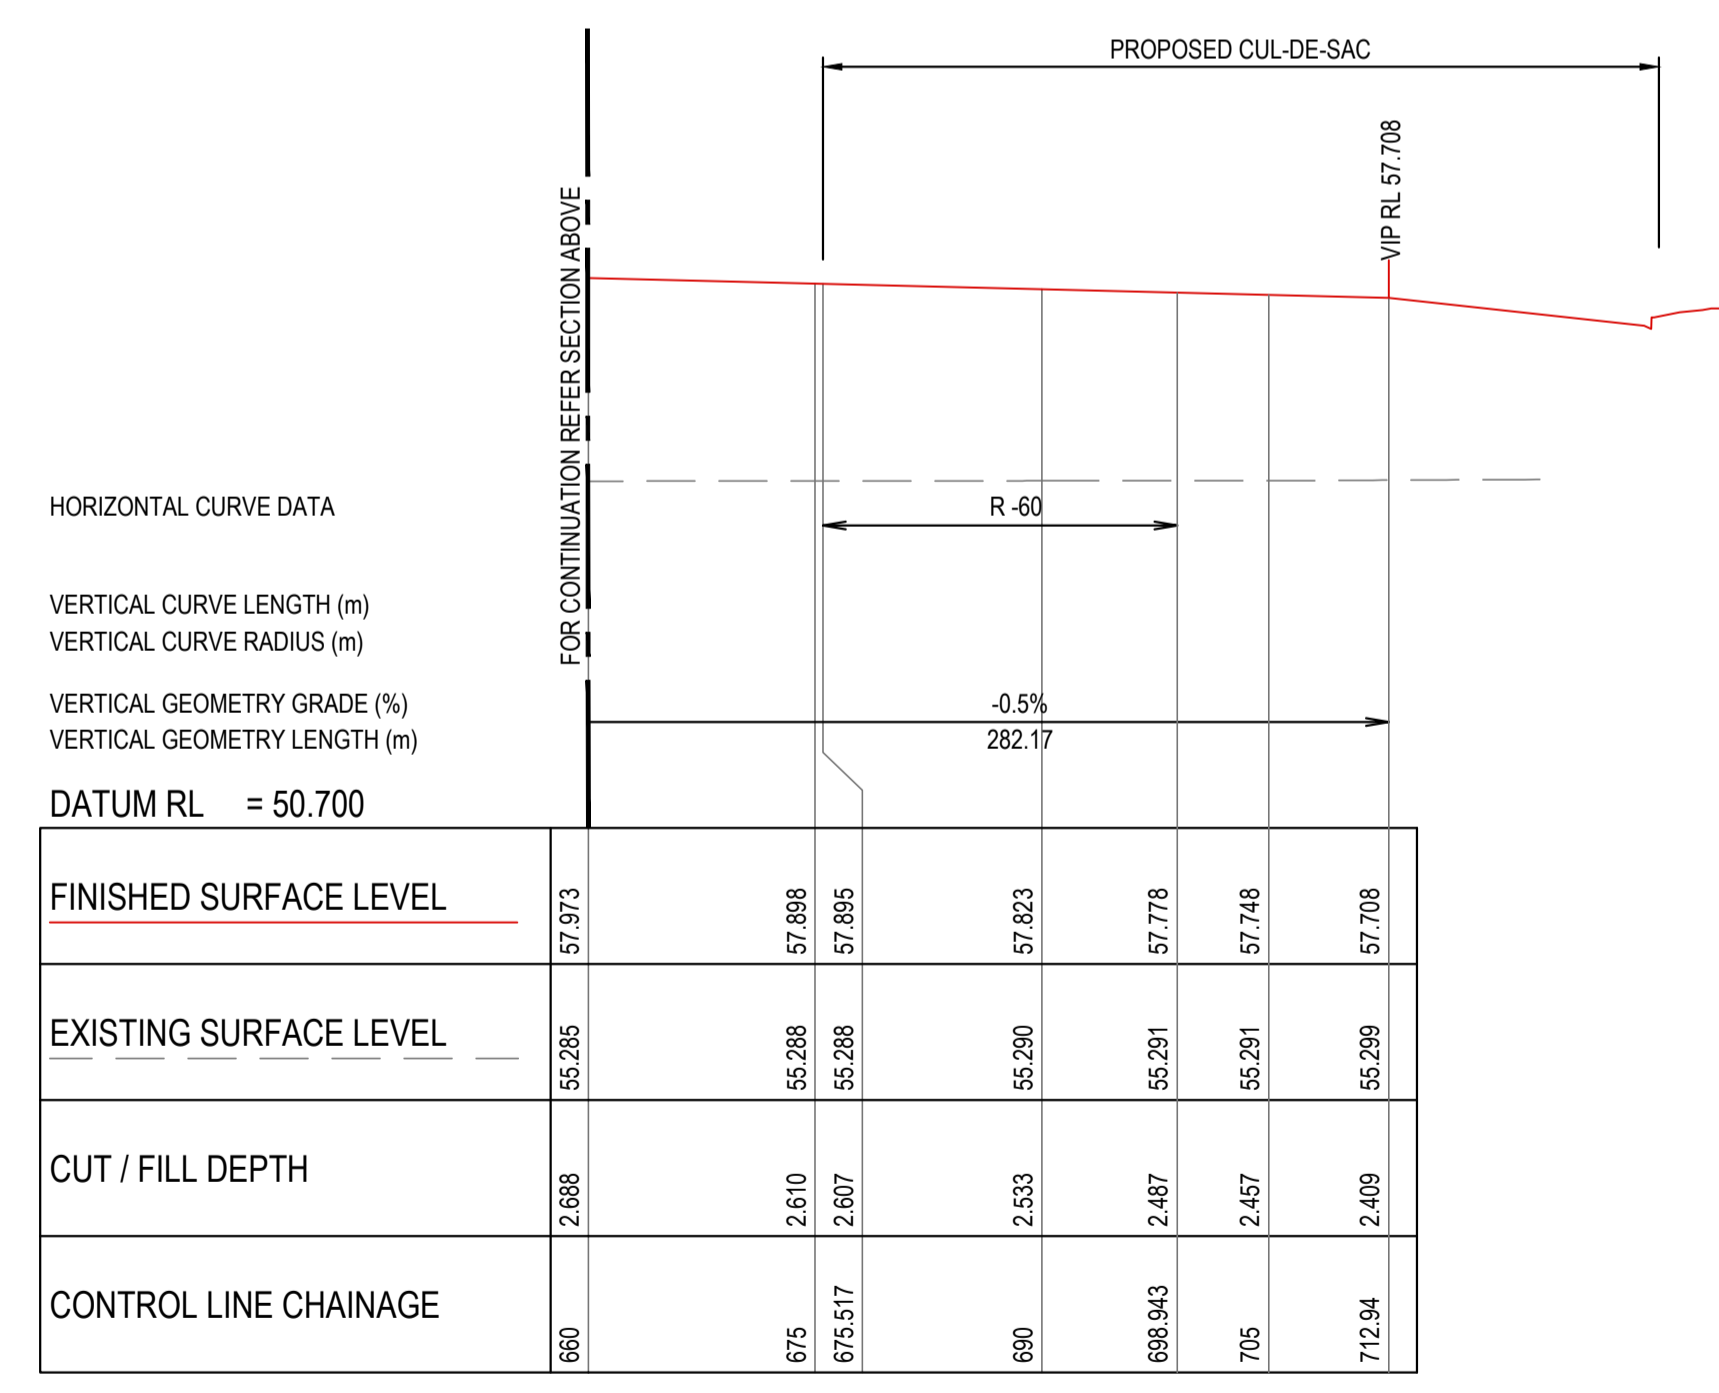 PROPOSED CUL-DE-SAC
VIP RL 57.708
FOR CONTINUATION REFER SECTION ABOVE
HORIZONTAL CURVE DATA
R -60
VERTICAL CURVE LENGTH (m)
VERTICAL CURVE RADIUS (m)
VERTICAL GEOMETRY GRADE (%)
-0.5%
VERTICAL GEOMETRY LENGTH (m)
282.17
DATUM RL = 50.700
FINISHED SURFACE LEVEL
57.973 57.898 57.895 57.823 57.778 57.748 57.708
EXISTING SURFACE LEVEL
55.285 55.288 55.288 55.290 55.291 55.291 55.299
CUT / FILL DEPTH
2.688 2.610 2.607 2.533 2.487 2.457 2.409
CONTROL LINE CHAINAGE
660 675 675.517 690 698.943 705 712.94